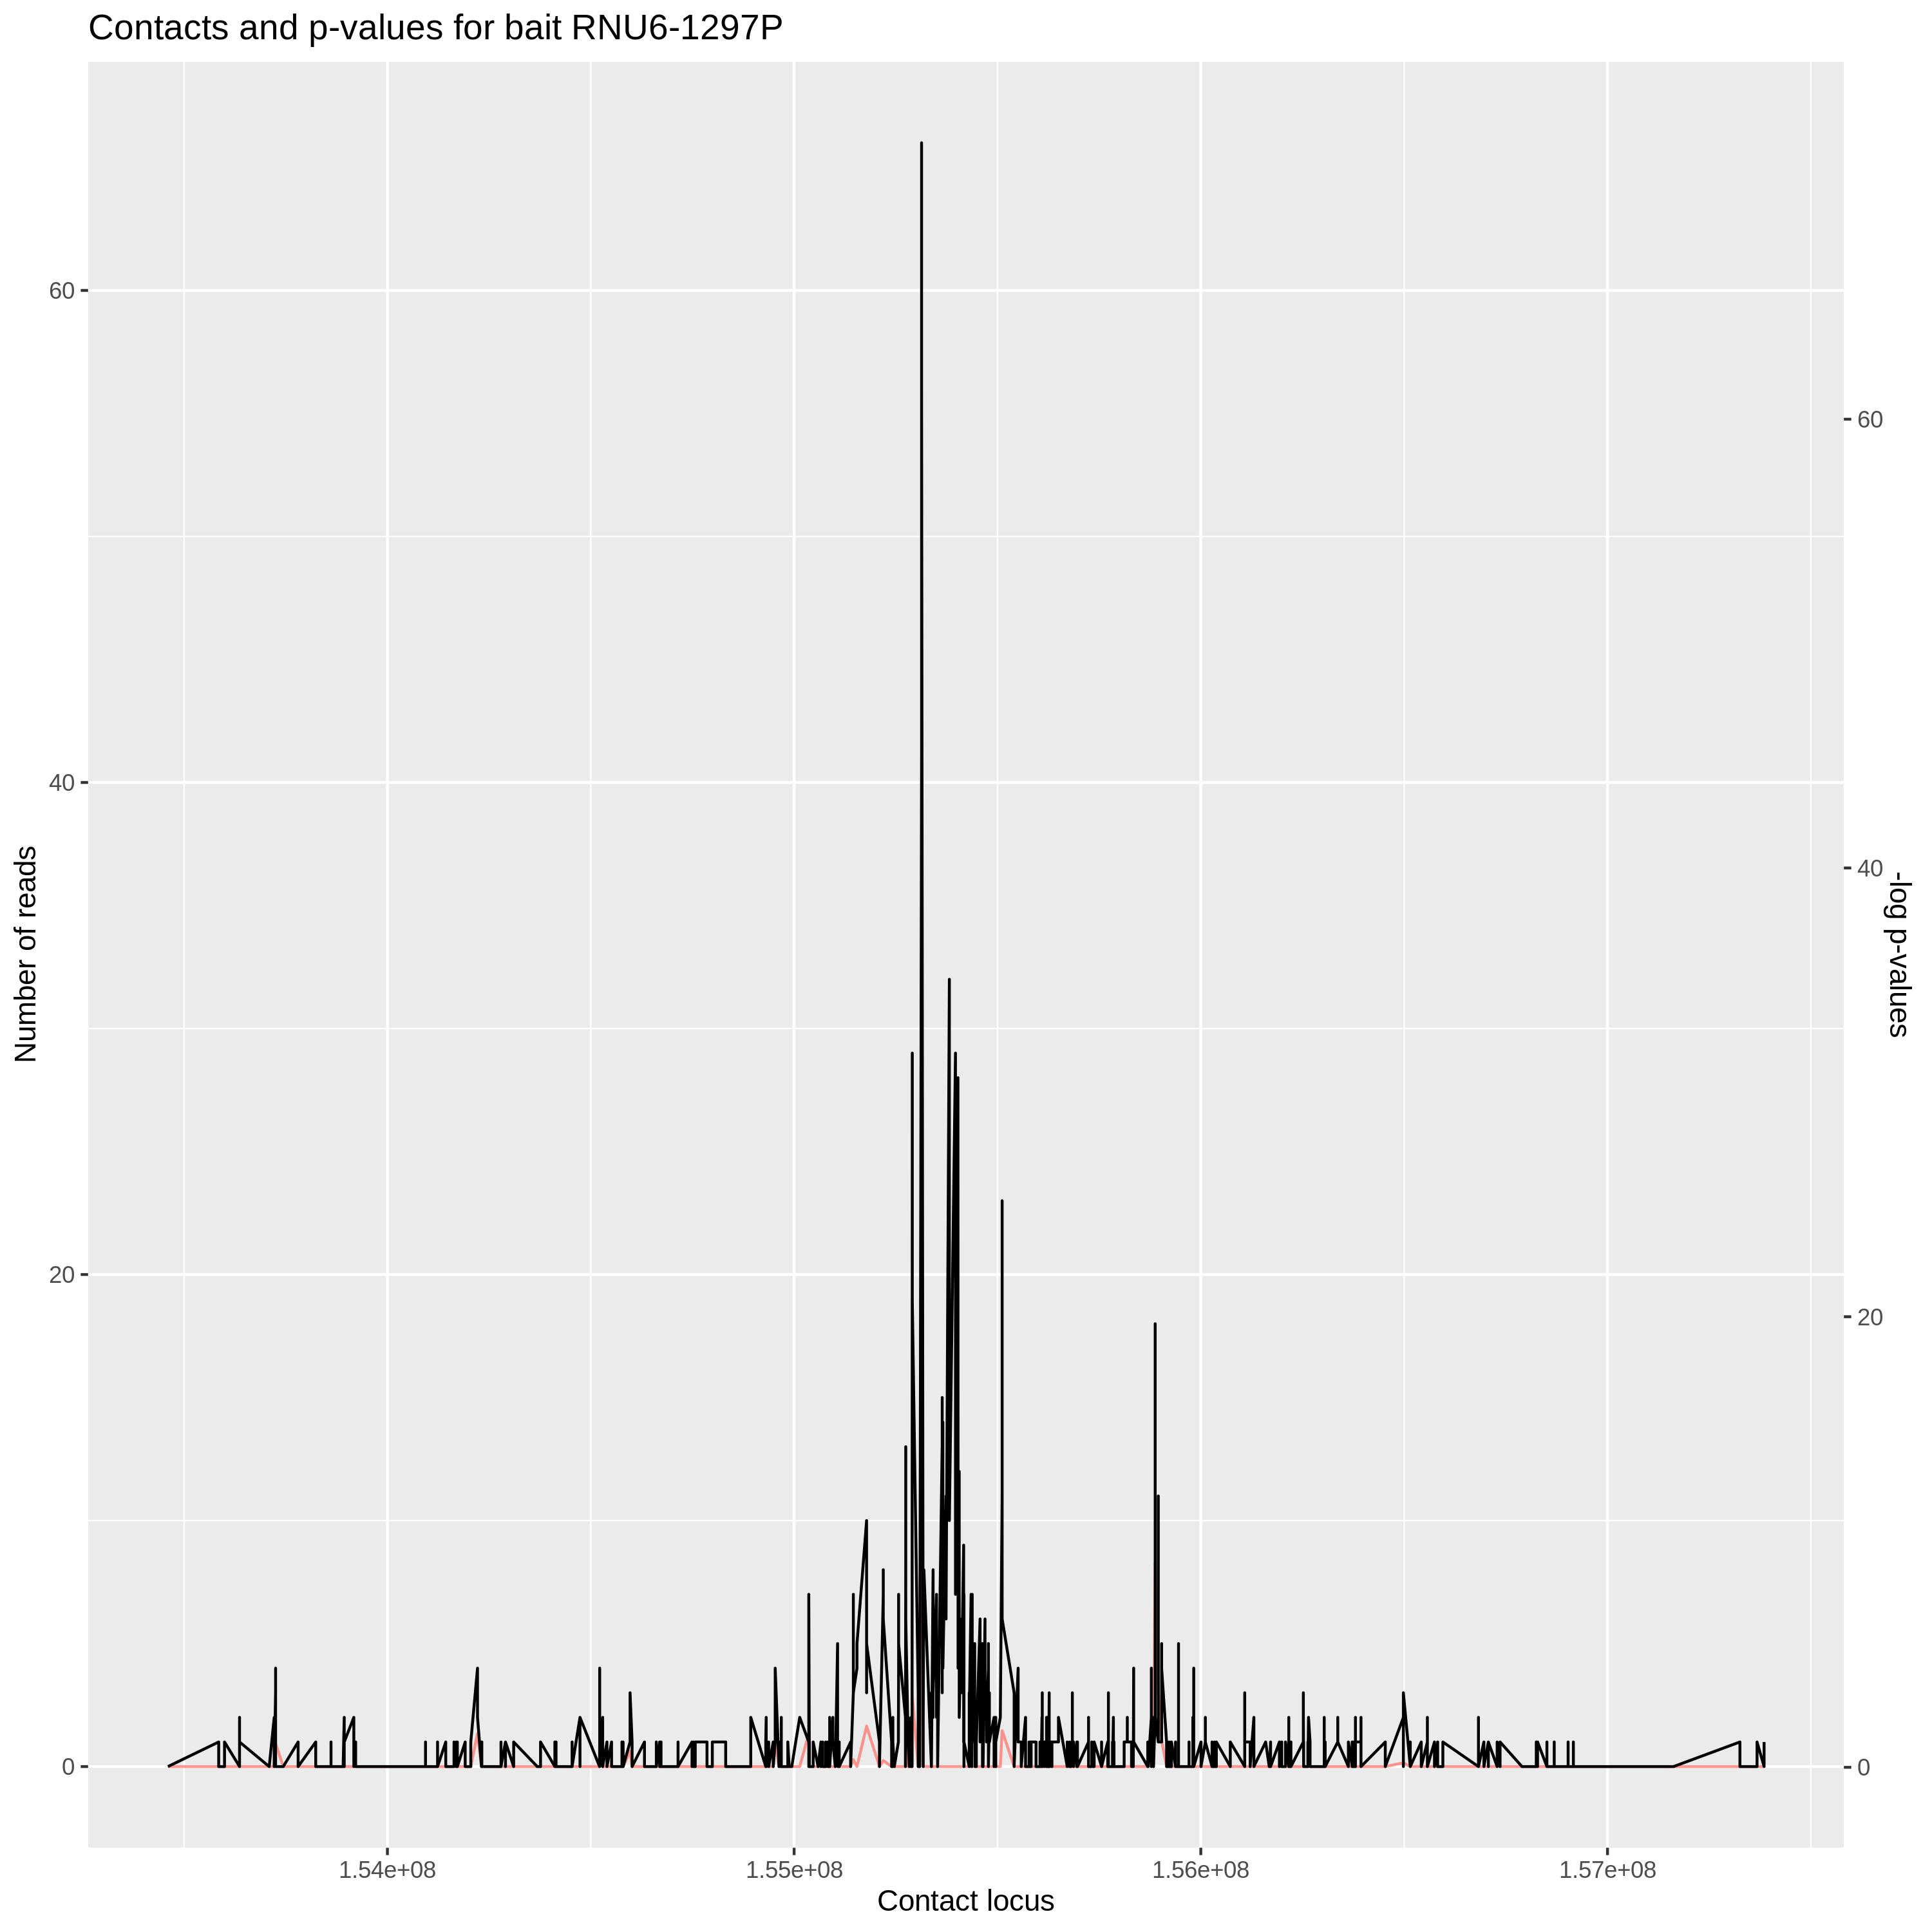 Contacts and p-values for bait RNU6-1297P
60
40
20
0
Number of reads
60
40
20
0
-log p-values
1.54e+08
1.55e+08
1.56e+08
1.57e+08
Contact locus